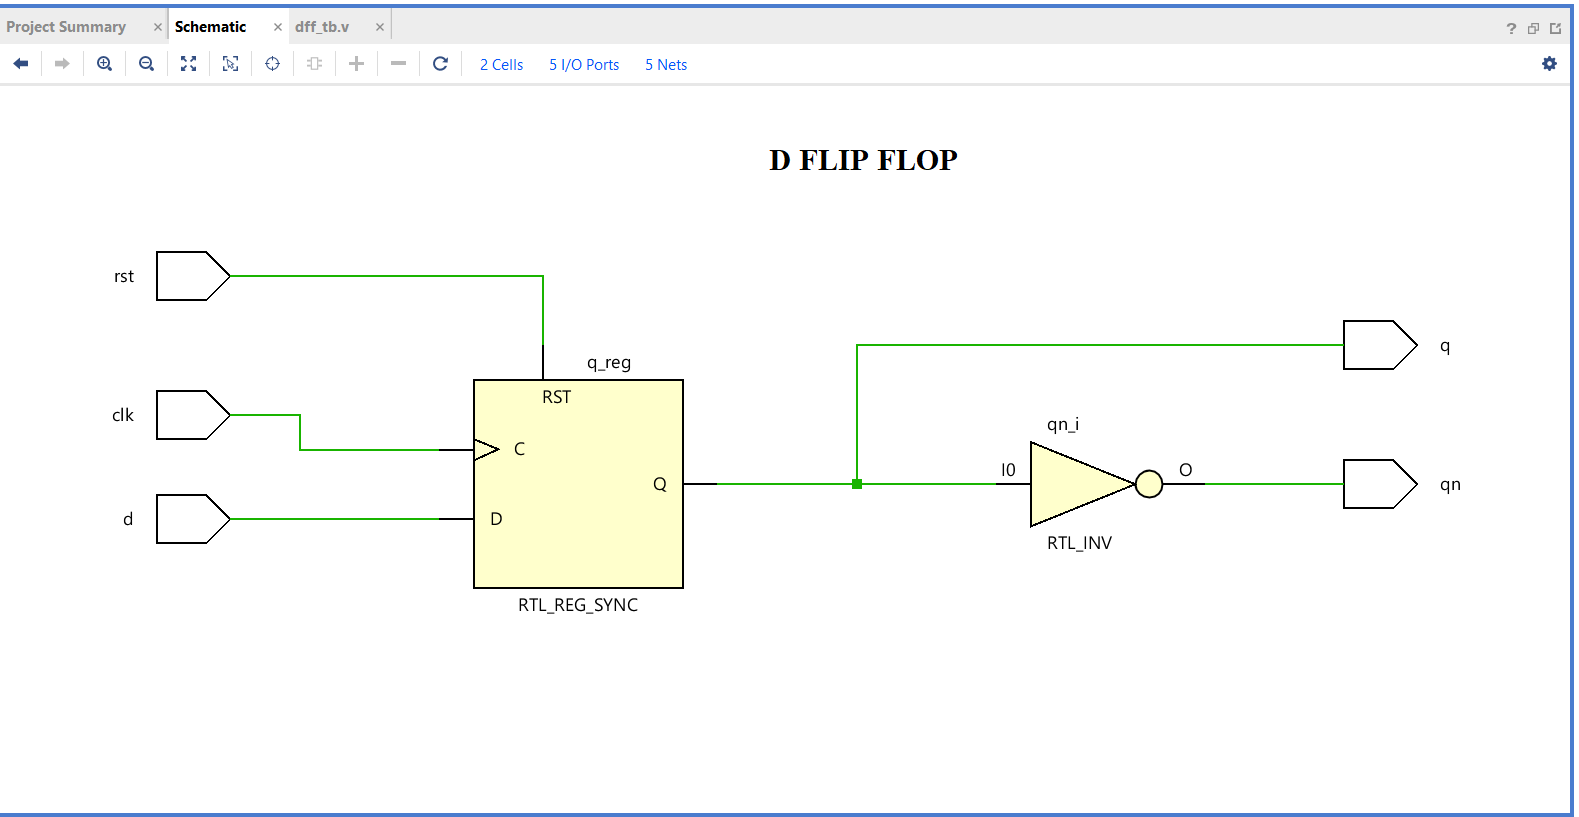 Project Summary × Schematic × dff_tb.v × ?
2 Cells 5 I/O Ports 5 Nets
D FLIP FLOP
rst
q
q_reg
RST
clk
qn_i
C
I0
O
Q
qn
d
D
RTL_INV
RTL_REG_SYNC